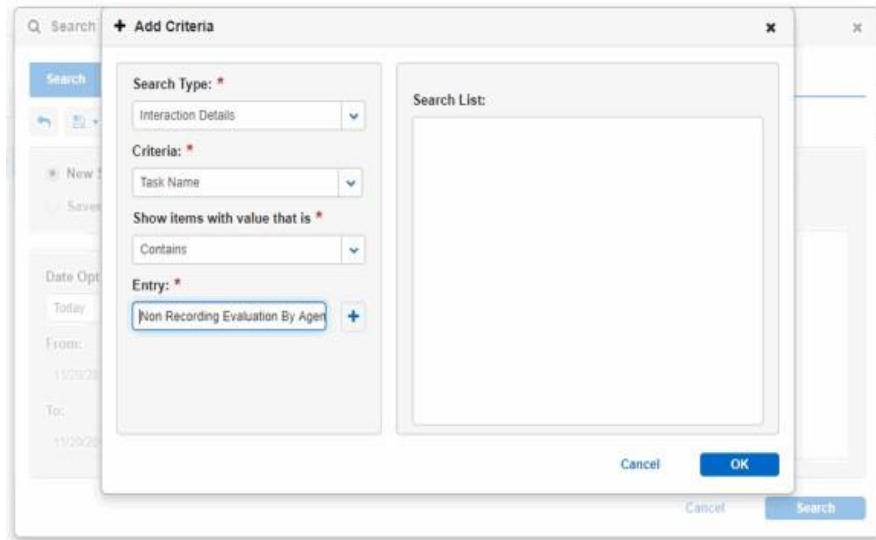 Search
+ Add Criteria
Search
Search Type: *
Interaction Details
Search List:
Criteria: *
Task Name
New
Show items with value that is *
Contains
Date Opt
Entry: *
Today
Non Recording Evaluation By Agen
From:
To:
Cancel
OK
Cancel
Search